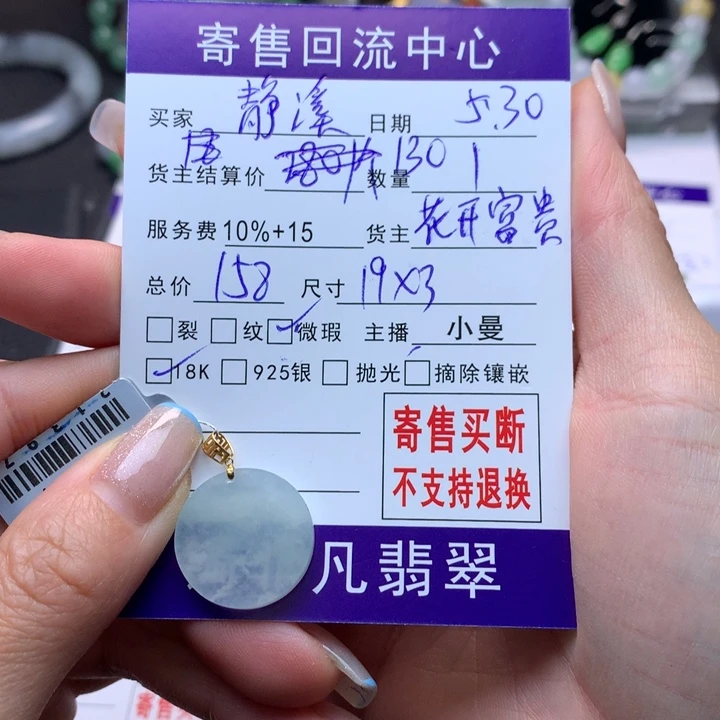 寄售回流中心
买家 静溪 日期 5.30
货主结算价 130 数量 1
服务费 10%+15 货主 花开富贵
总价 158 尺寸 19×3
裂 纹 微瑕 主播 小曼
18K 925银 抛光 摘除镶嵌
寄售买断
不支持退换
凡翡翠